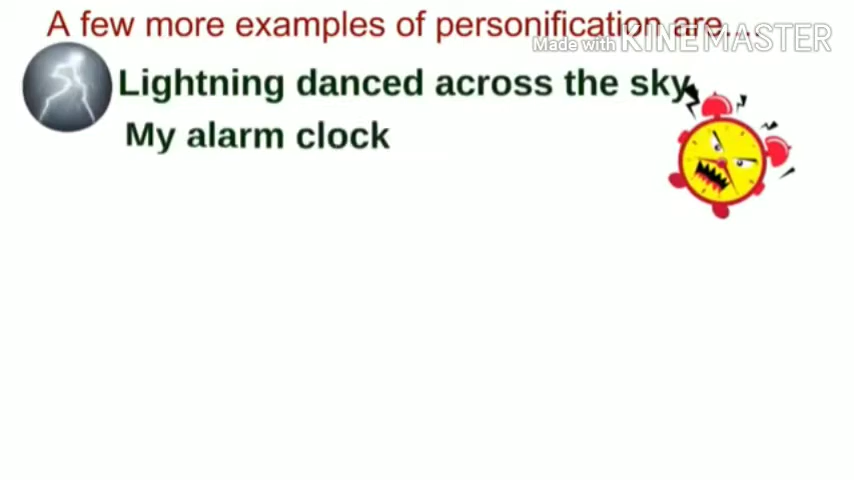 A few more examples of personification are....
Made with KINEMASTER
Lightning danced across the sky.
My alarm clock